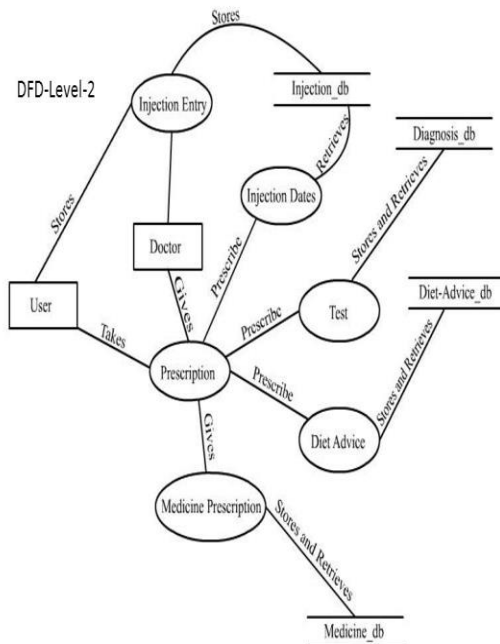 Stores
DFD-Level-2
Injection Entry
Injection_db
Retrieves
Diagnosis_db
Stores
Injection Dates
Stores and Retrieves
Doctor
Prescribe
Gives
User
Takes
Prescribe
Test
Diet-Advice_db
Prescription
Prescribe
Stores and Retrieves
Diet Advice
Gives
Medicine Prescription
Stores and Retrieves
Medicine_db